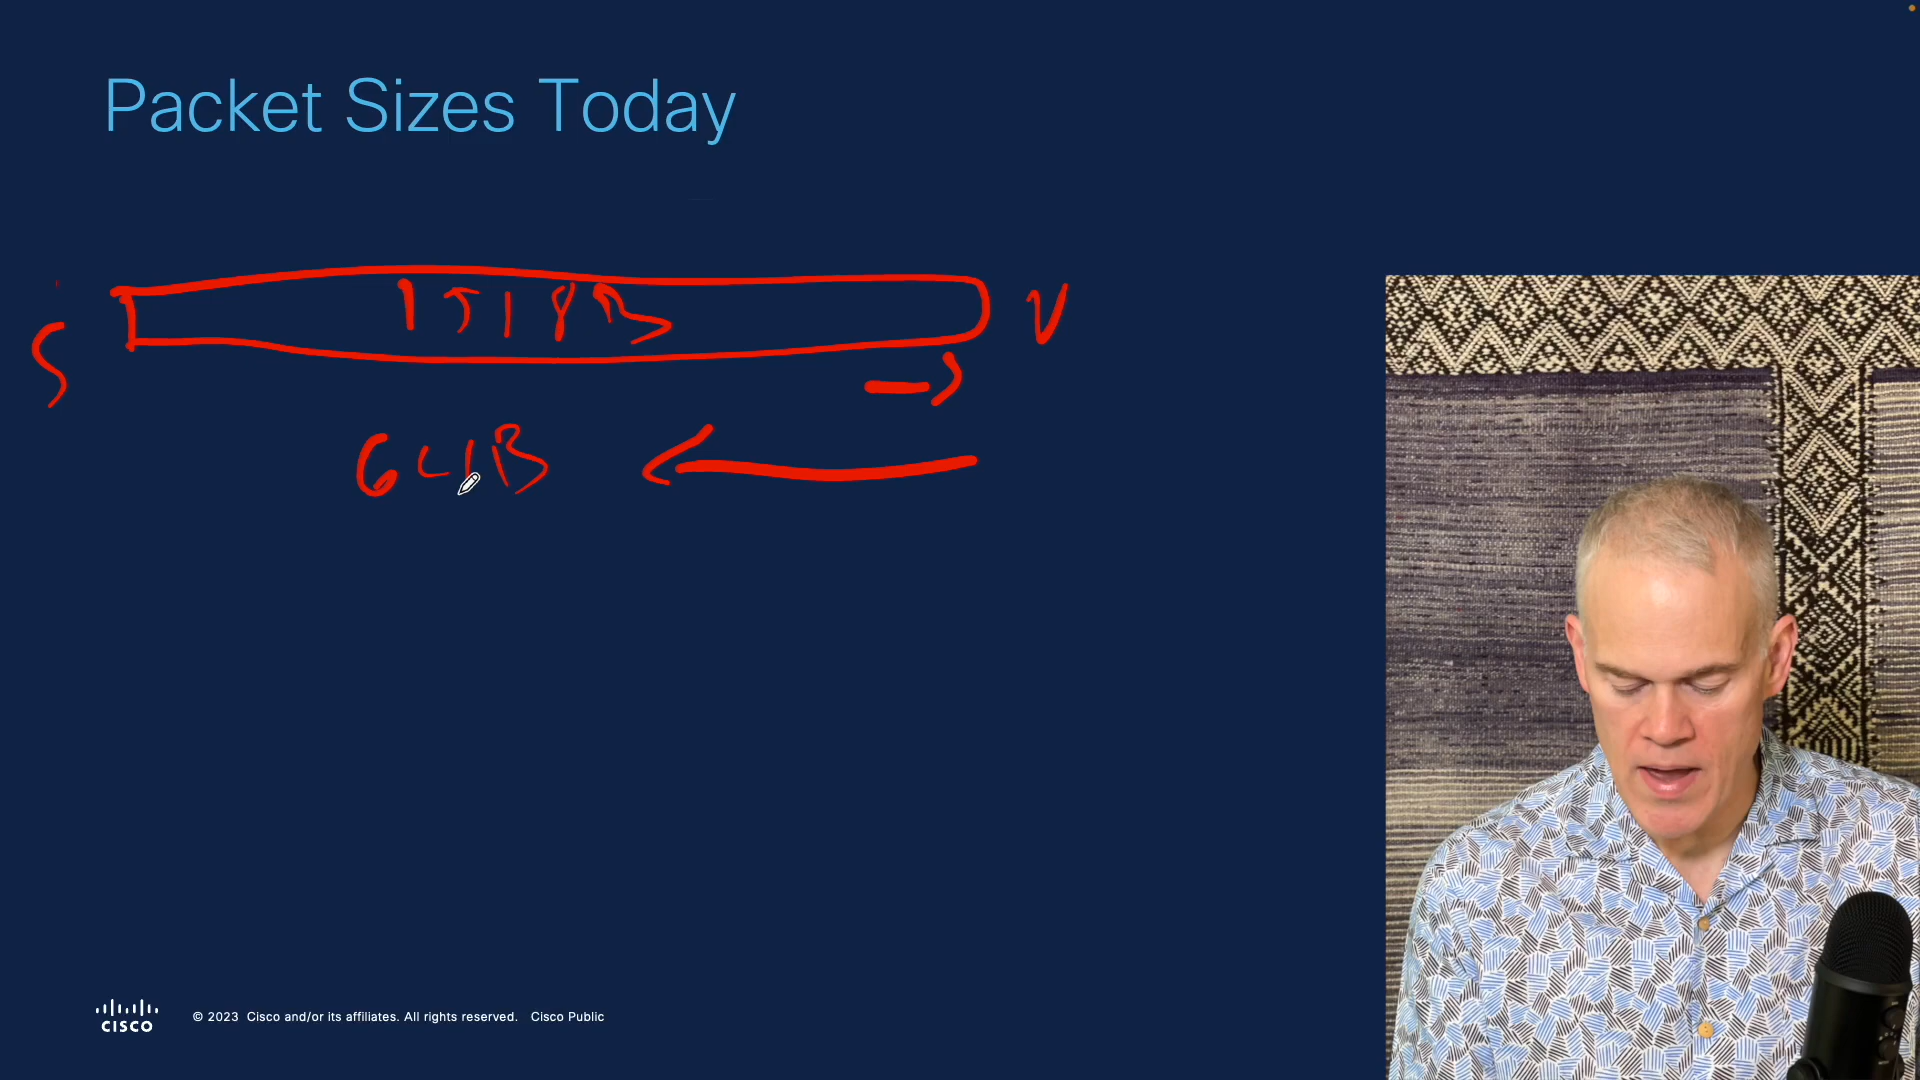 Packet Sizes Today
S 1518B V
64B
CISCO © 2023 Cisco and/or its affiliates. All rights reserved. Cisco Public